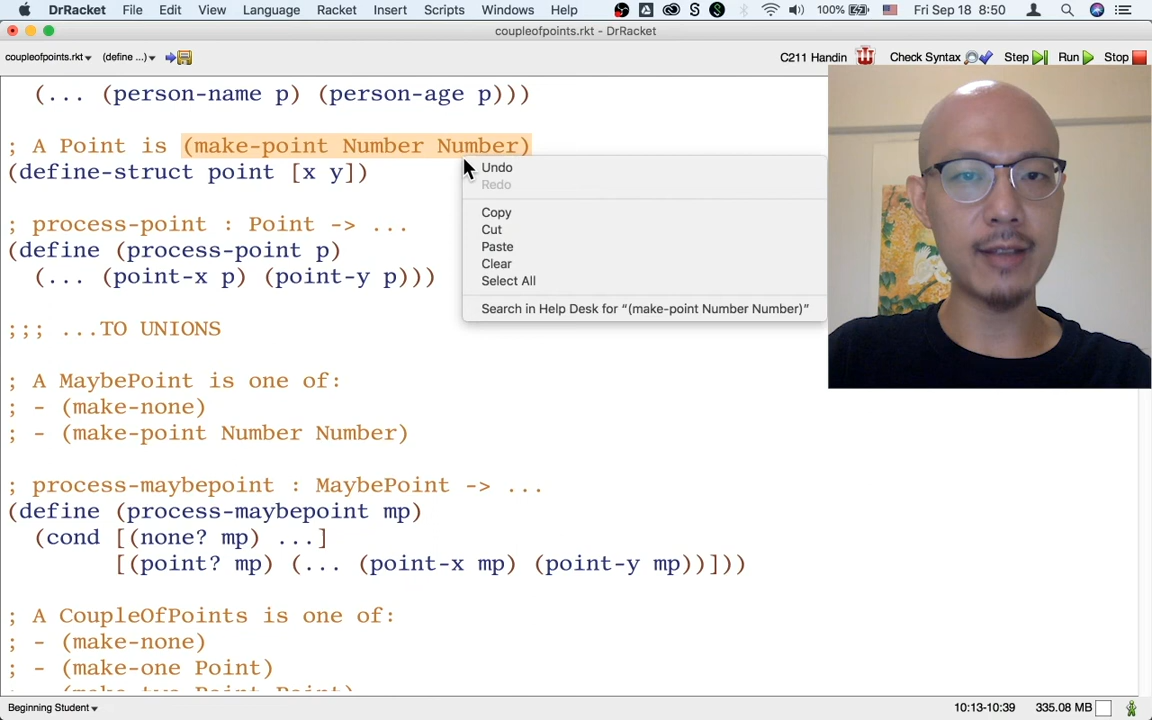 DrRacket File Edit View Language Racket Insert Scripts Windows Help 100% Fri Sep 18 8:50
coupleofpoints.rkt - DrRacket
coupleofpoints.rkt (define ...) C211 Handin Check Syntax Step Run Stop
(... (person-name p) (person-age p)))
; A Point is (make-point Number Number)
(define-struct point [x y])
; process-point : Point -> ...
(define (process-point p)
(... (point-x p) (point-y p)))
Undo
Redo
Copy
Cut
Paste
Clear
Select All
Search in Help Desk for “(make-point Number Number)”
;;; ...TO UNIONS
; A MaybePoint is one of:
; - (make-none)
; - (make-point Number Number)
; process-maybepoint : MaybePoint -> ...
(define (process-maybepoint mp)
(cond [(none? mp) ...]
[(point? mp) (... (point-x mp) (point-y mp))]))
; A CoupleOfPoints is one of:
; - (make-none)
; - (make-one Point)
; - (make-two Point Point)
Beginning Student 10:13-10:39 335.08 MB